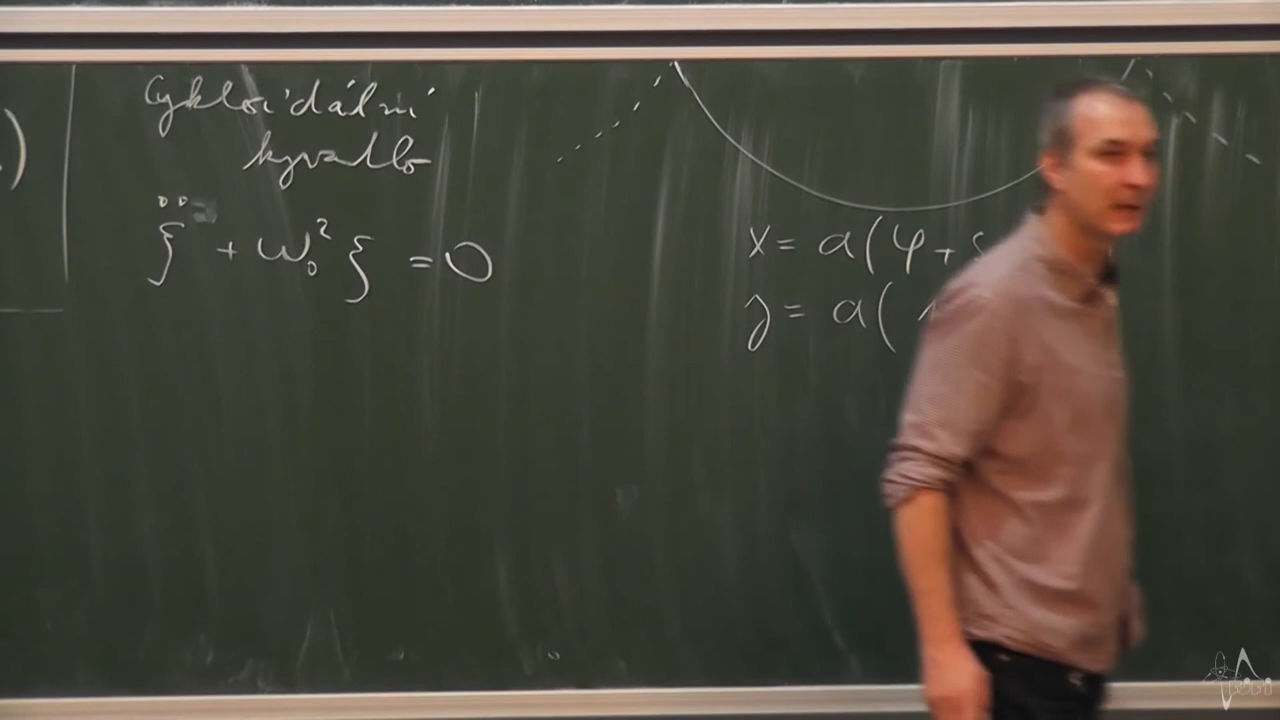 Cykloidální
kyvadlo
)
ξ̈ + ω₀² ξ = 0
x = a(φ +
y = a(